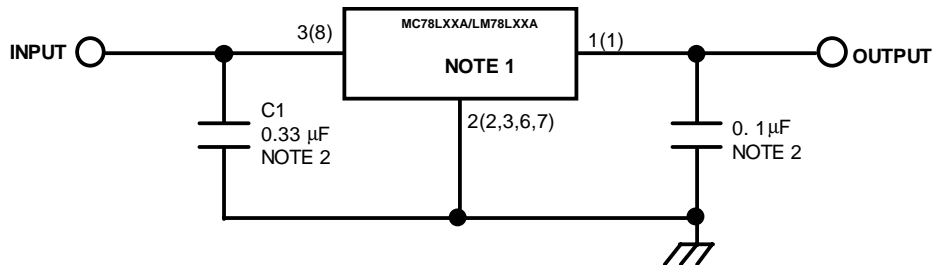 MC78LXXA/LM78LXXA
3(8)
1(1)
INPUT
NOTE 1
OUTPUT
C1
0.33 μF
NOTE 2
2(2,3,6,7)
0. 1μF
NOTE 2